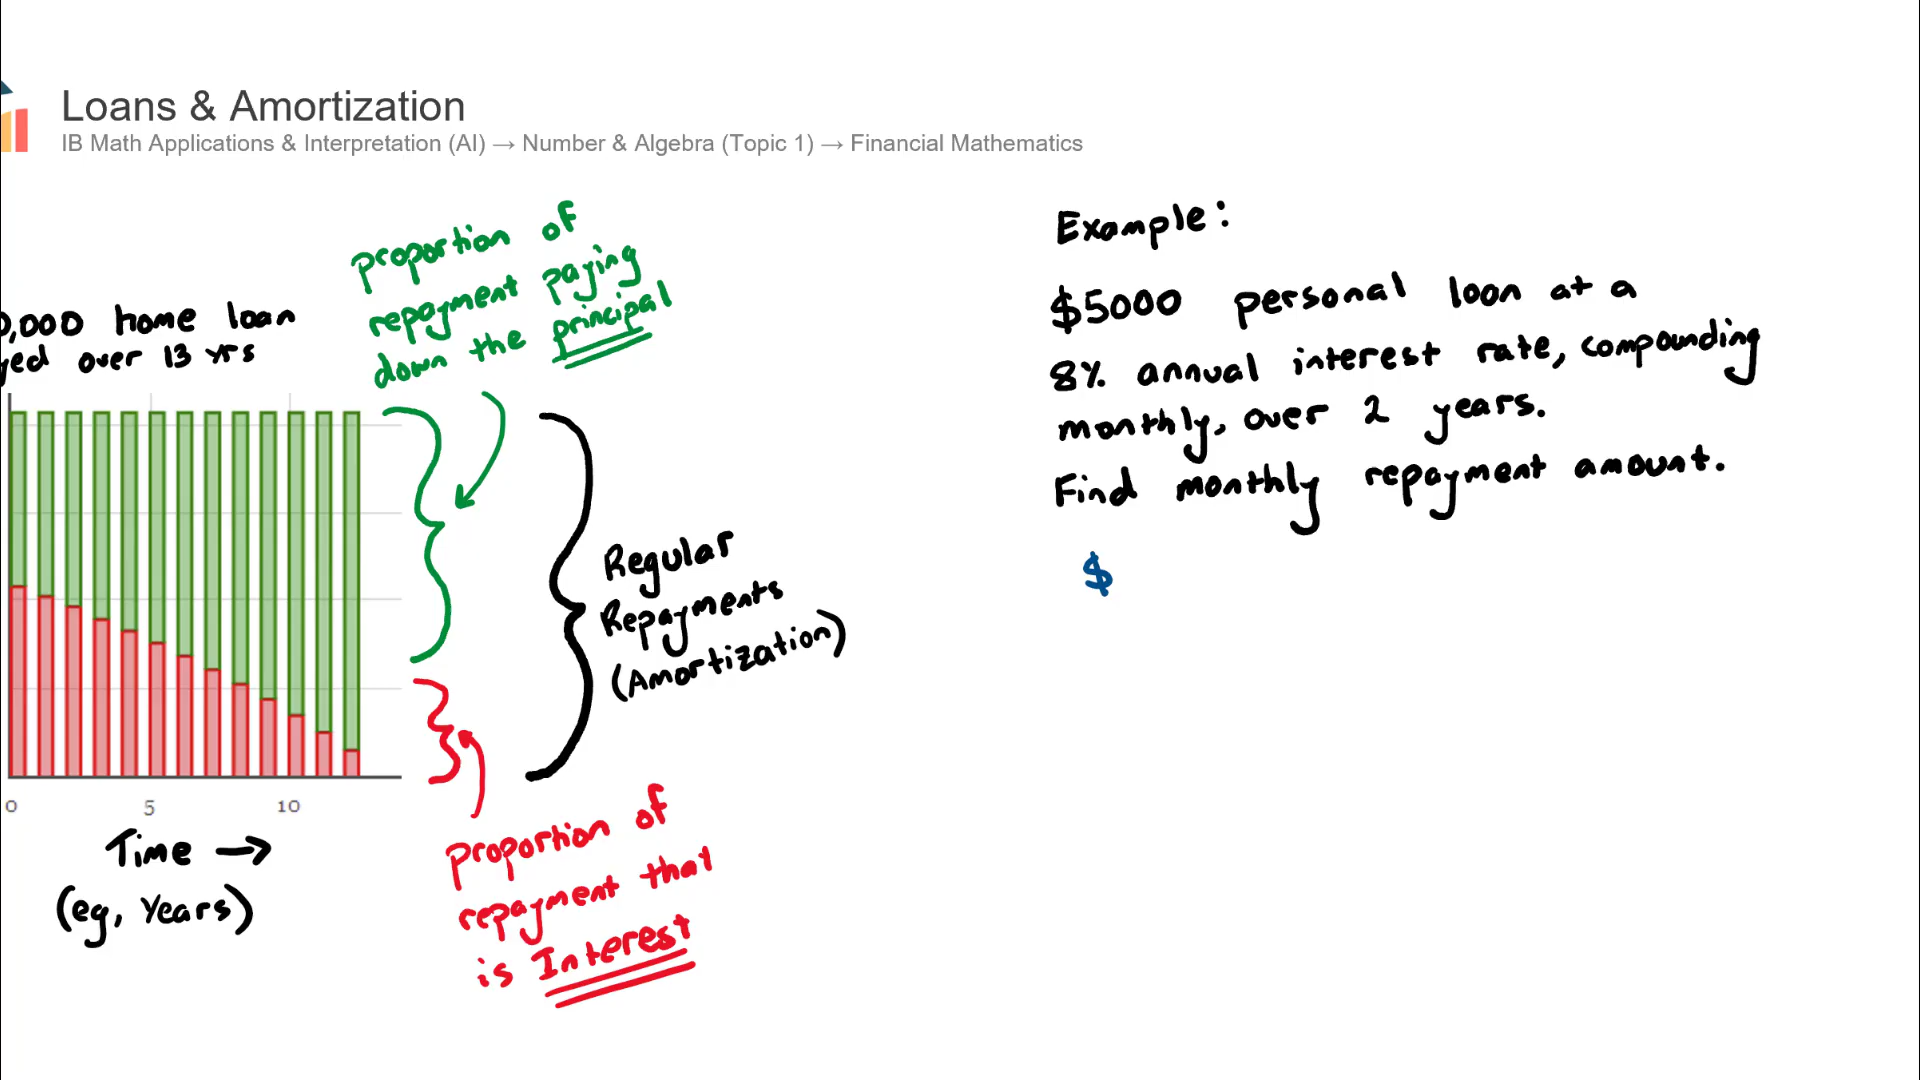 Loans & Amortization
IB Math Applications & Interpretation (AI) → Number & Algebra (Topic 1) → Financial Mathematics
0,000 home loan
over 13 yrs
proportion of
repayment paying
down the principal
0 5 10
Time →
(eg, Years)
Regular
Repayments
(Amortization)
proportion of
repayment that
is Interest
Example:
$5000 personal loan at a
8% annual interest rate, compounding
monthly, over 2 years.
Find monthly repayment amount.
$